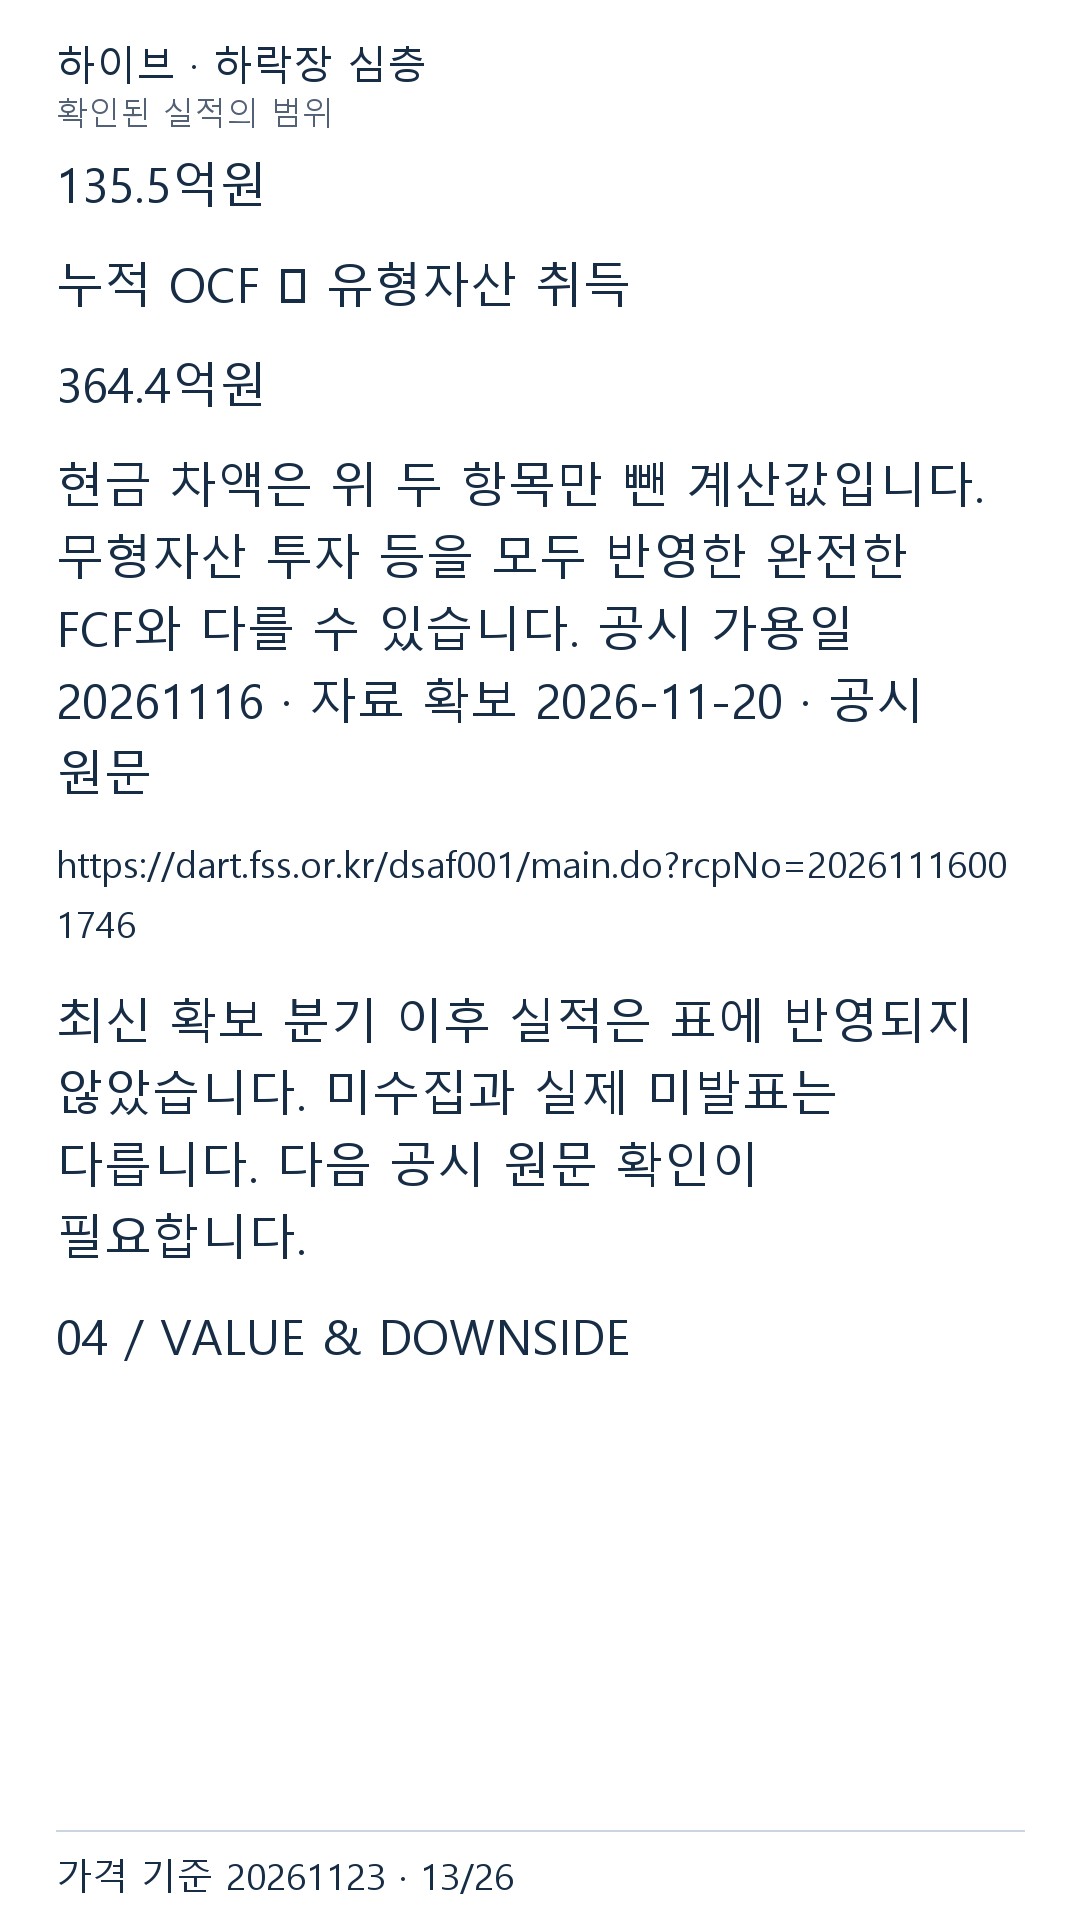 하이브 · 하락장 심층
확인된 실적의 범위
135.5억원
누적 OCF □ 유형자산 취득
364.4억원
현금 차액은 위 두 항목만 뺀 계산값입니다.
무형자산 투자 등을 모두 반영한 완전한
FCF와 다를 수 있습니다. 공시 가용일
20261116 · 자료 확보 2026-11-20 · 공시
원문
https://dart.fss.or.kr/dsaf001/main.do?rcpNo=2026111600
1746
최신 확보 분기 이후 실적은 표에 반영되지
않았습니다. 미수집과 실제 미발표는
다릅니다. 다음 공시 원문 확인이
필요합니다.
04 / VALUE & DOWNSIDE
가격 기준 20261123 · 13/26